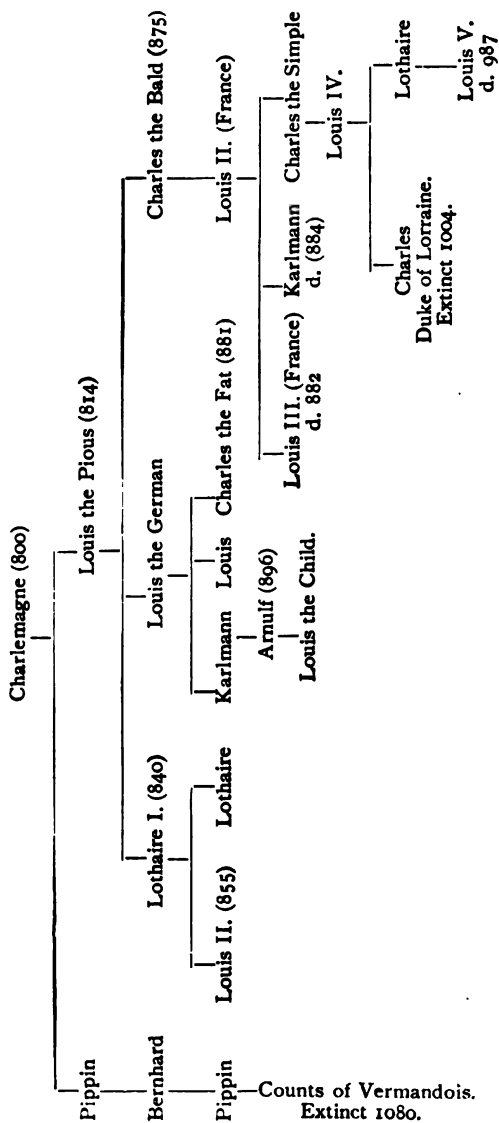 Charlemagne (800)
Pippin
Louis the Pious (814)
Bernhard
Lothaire I. (840)
Louis the German
Charles the Bald (875)
Pippin
Louis II. (855)
Lothaire
Karlmann
Louis
Charles the Fat (881)
Louis II. (France)
Counts of Vermandois.
Extinct 1080.
Arnulf (896)
Louis III. (France)
d. 882
Karlmann
d. (884)
Charles the Simple
Louis the Child.
Louis IV.
Charles
Duke of Lorraine.
Extinct 1004.
Lothaire
Louis V.
d. 987